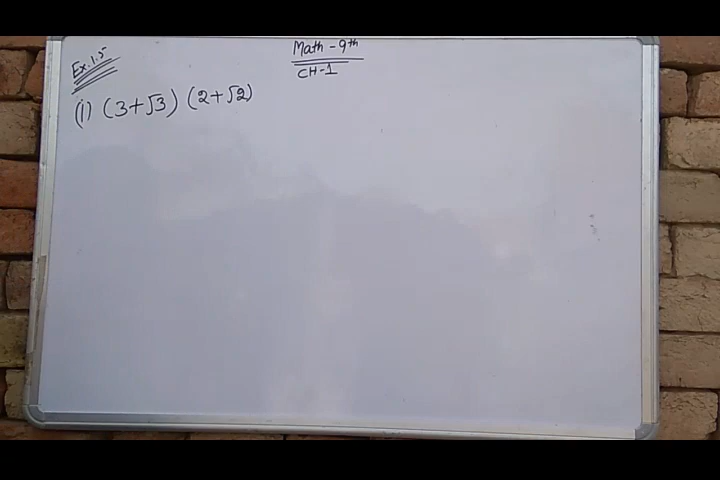 Math - 9th
CH-1
Ex. 1.5
(i) (3+√3) (2+√2)